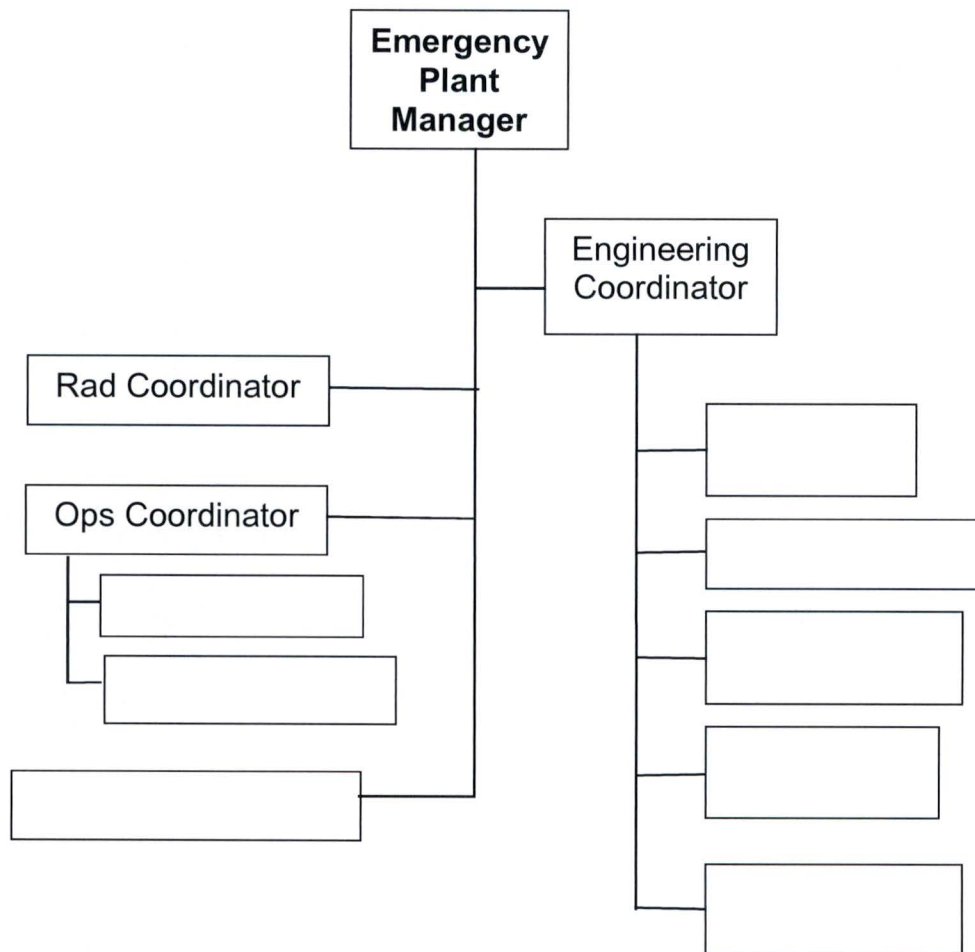 Emergency
Plant
Manager
Engineering
Coordinator
Rad Coordinator
Ops Coordinator